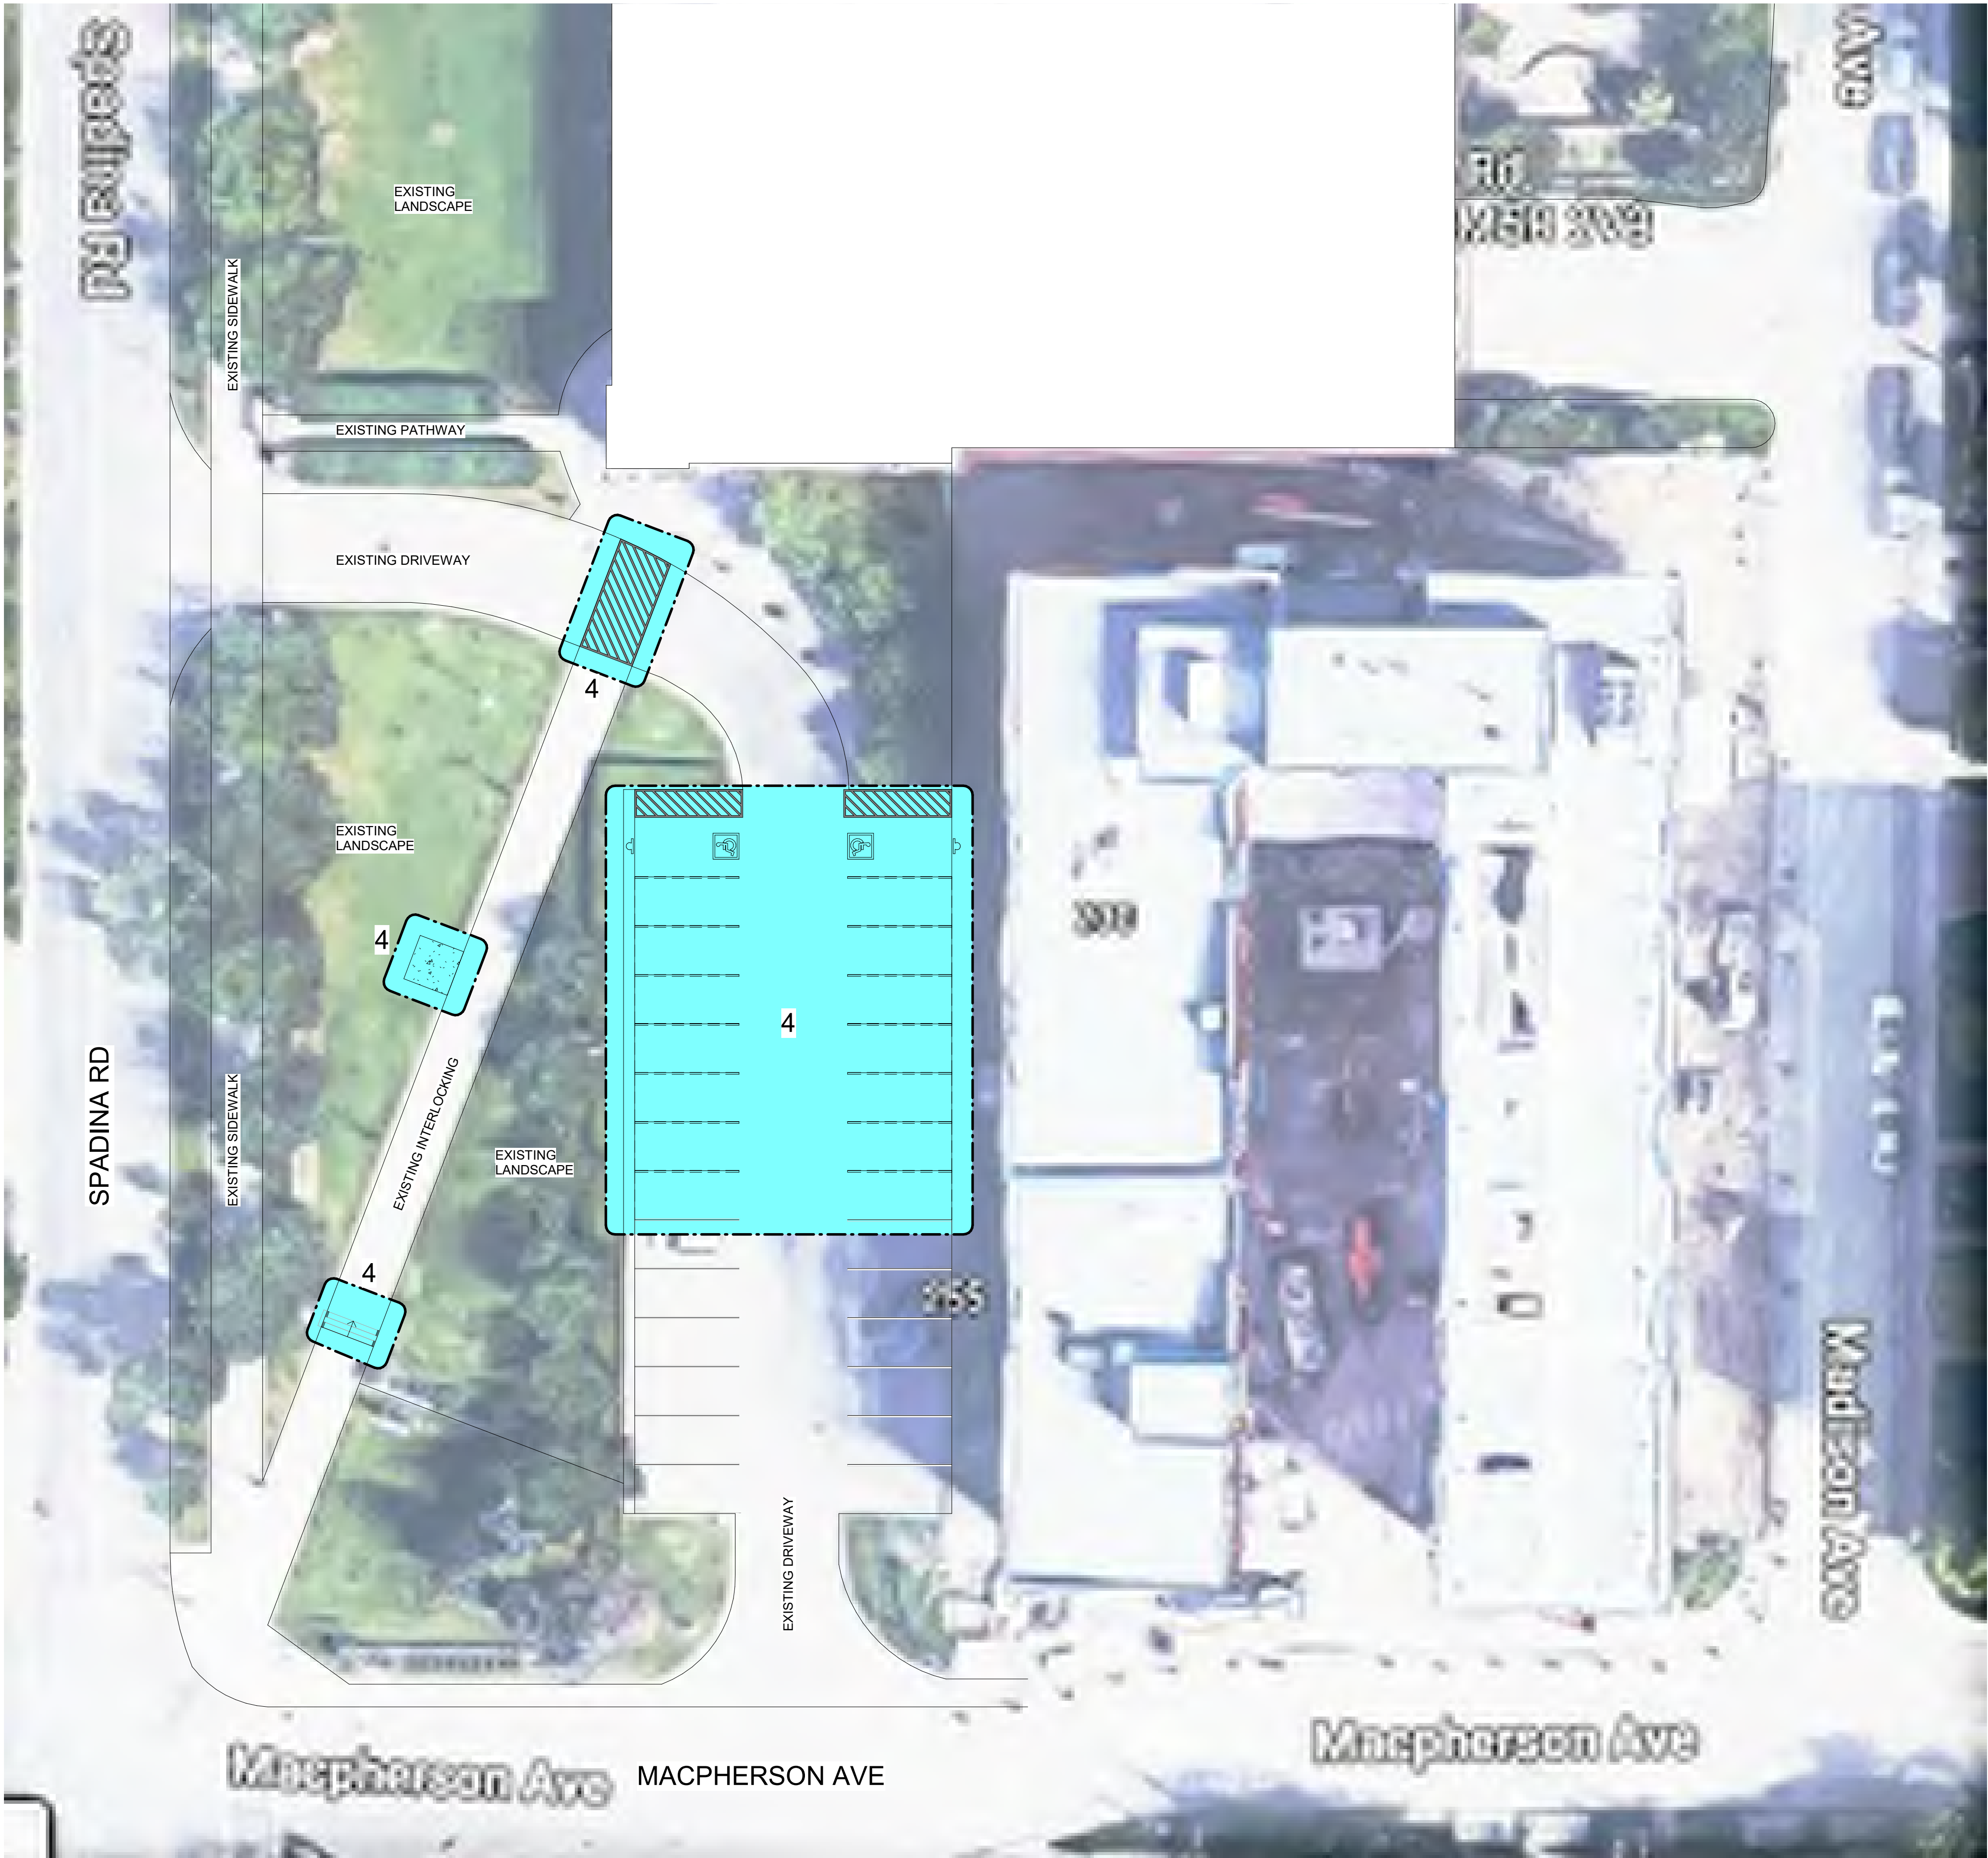 Spadina Rd
Ave
EXISTING
LANDSCAPE
Rd
EXISTING SIDEWALK
EXISTING PATHWAY
EXISTING DRIVEWAY
4
EXISTING
LANDSCAPE
4
4
EXISTING INTERLOCKING
SPADINA RD
EXISTING SIDEWALK
EXISTING
LANDSCAPE
4
Madison Ave
EXISTING DRIVEWAY
Macpherson Ave
MACPHERSON AVE
Macpherson Ave